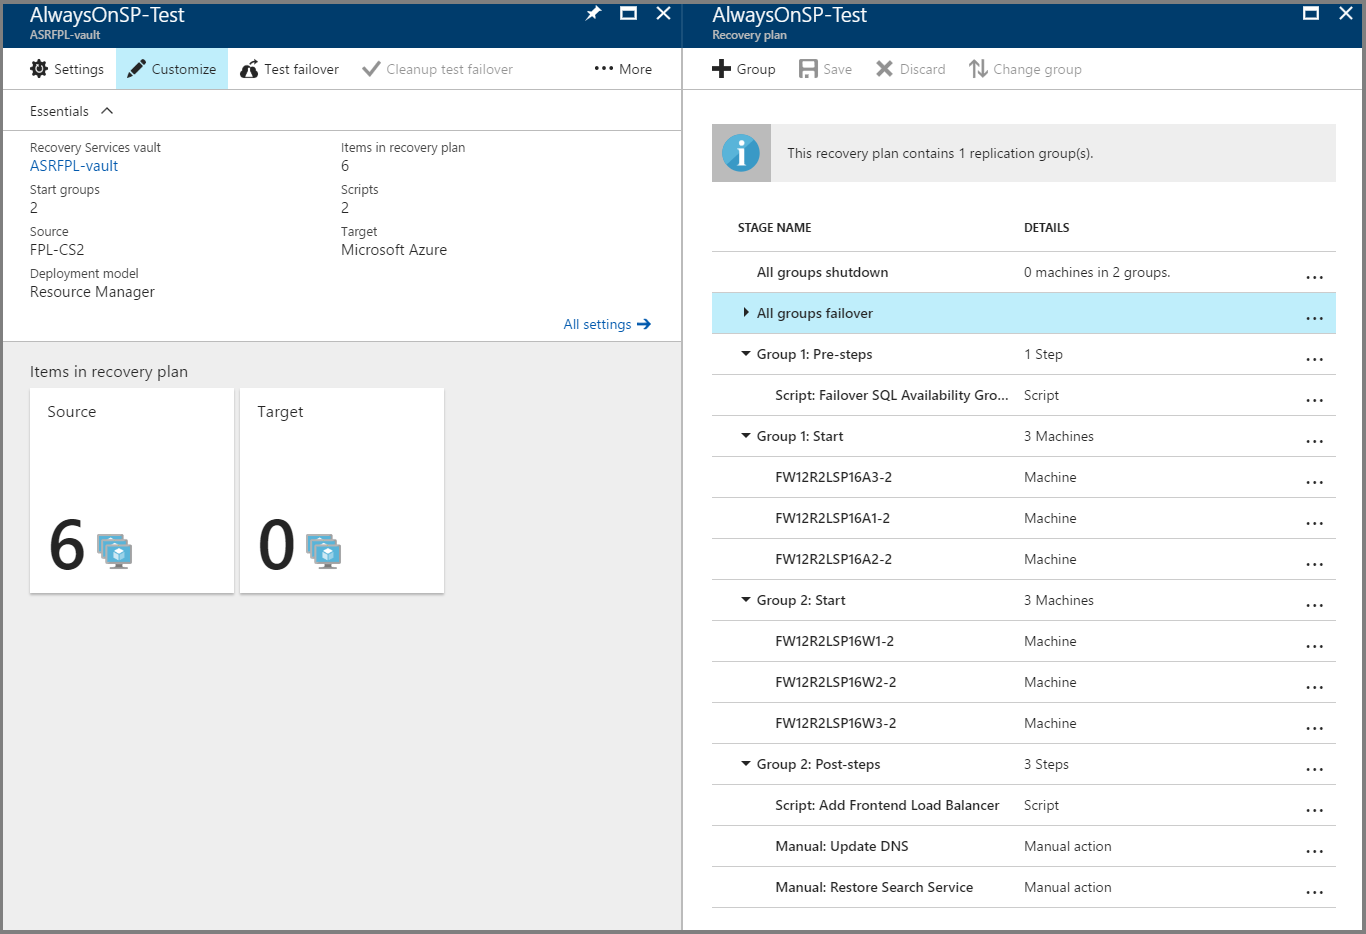 AlwaysOnSP-Test
ASRFPL-vault
Settings Customize Test failover Cleanup test failover ••• More
Essentials
Recovery Services vault
ASRFPL-vault
Items in recovery plan
6
Start groups
2
Scripts
2
Source
FPL-CS2
Target
Microsoft Azure
Deployment model
Resource Manager
All settings
Items in recovery plan
Source
6
Target
0
AlwaysOnSP-Test
Recovery plan
Group Save Discard Change group
This recovery plan contains 1 replication group(s).
STAGE NAME DETAILS
All groups shutdown 0 machines in 2 groups. ...
All groups failover ...
Group 1: Pre-steps 1 Step ...
Script: Failover SQL Availability Gro... Script ...
Group 1: Start 3 Machines ...
FW12R2LSP16A3-2 Machine ...
FW12R2LSP16A1-2 Machine ...
FW12R2LSP16A2-2 Machine ...
Group 2: Start 3 Machines ...
FW12R2LSP16W1-2 Machine ...
FW12R2LSP16W2-2 Machine ...
FW12R2LSP16W3-2 Machine ...
Group 2: Post-steps 3 Steps ...
Script: Add Frontend Load Balancer Script ...
Manual: Update DNS Manual action ...
Manual: Restore Search Service Manual action ...